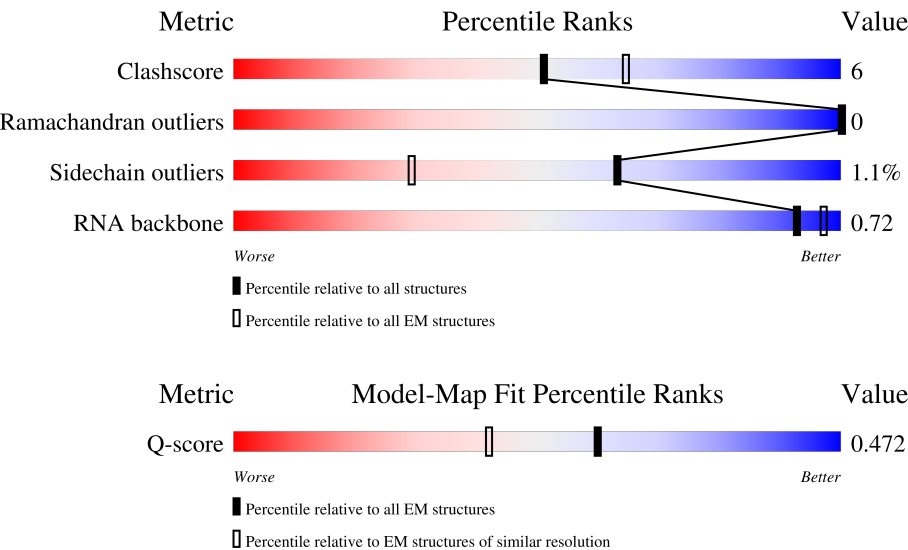 Metric Percentile Ranks Value
Clashscore 6
Ramachandran outliers 0
Sidechain outliers 1.1%
RNA backbone 0.72
Worse Better
Percentile relative to all structures
Percentile relative to all EM structures
Metric Model-Map Fit Percentile Ranks Value
Q-score 0.472
Worse Better
Percentile relative to all EM structures
Percentile relative to EM structures of similar resolution